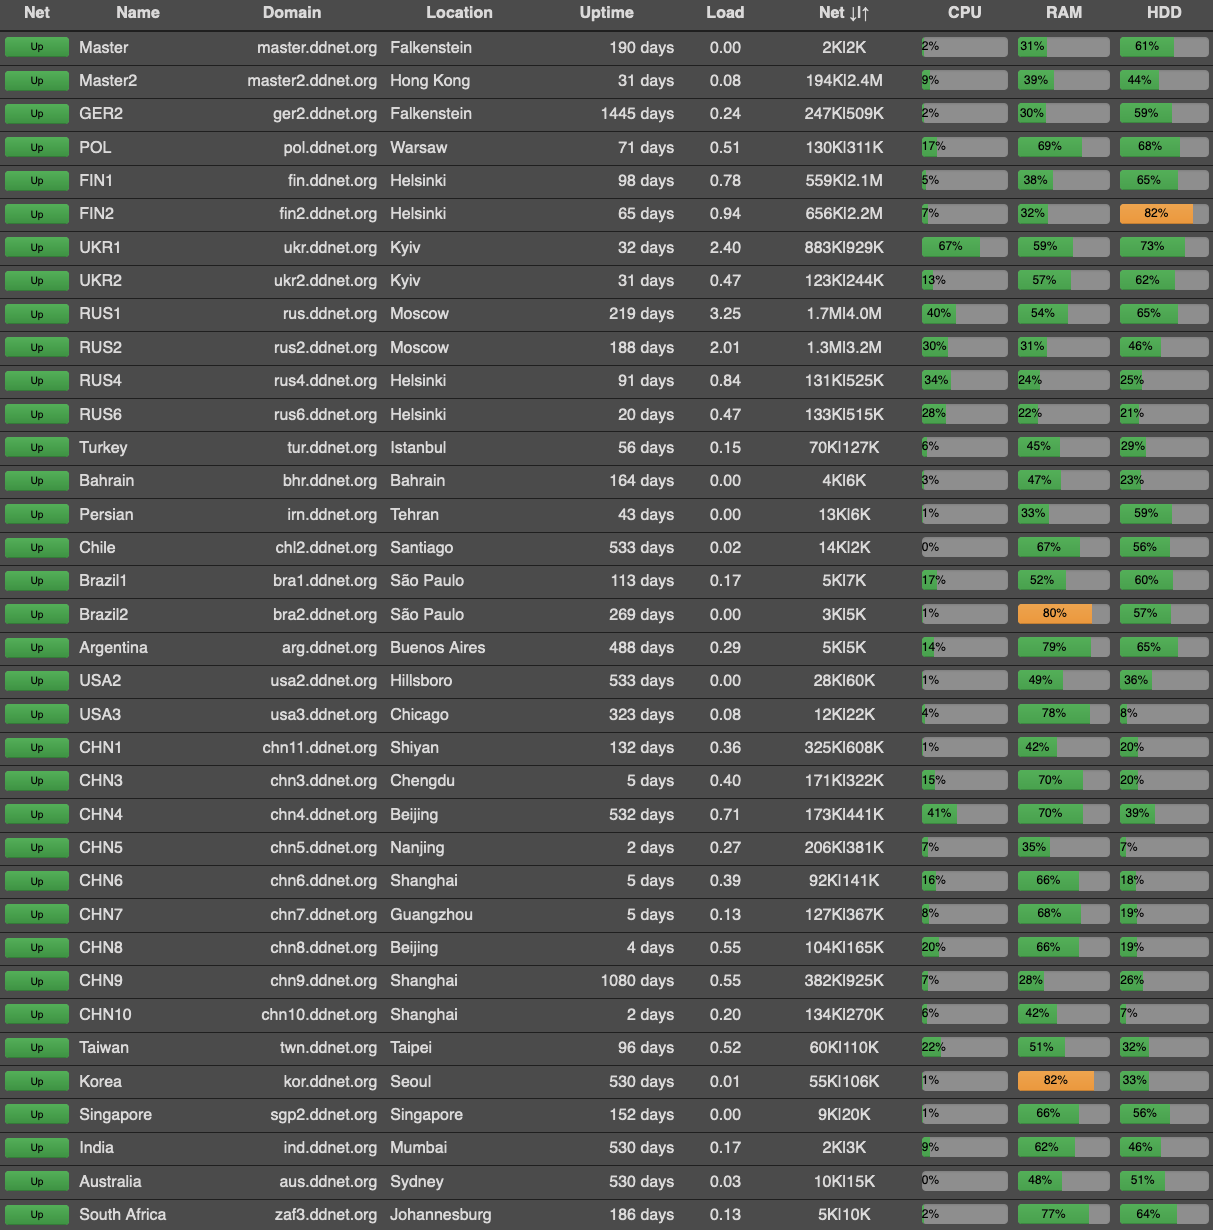 Net Name Domain Location Uptime Load Net ↓|↑ CPU RAM HDD
Up Master master.ddnet.org Falkenstein 190 days 0.00 2K|2K 2% 31% 61%
Up Master2 master2.ddnet.org Hong Kong 31 days 0.08 194K|2.4M 9% 39% 44%
Up GER2 ger2.ddnet.org Falkenstein 1445 days 0.24 247K|509K 2% 30% 59%
Up POL pol.ddnet.org Warsaw 71 days 0.51 130K|311K 17% 69% 68%
Up FIN1 fin.ddnet.org Helsinki 98 days 0.78 559K|2.1M 5% 38% 65%
Up FIN2 fin2.ddnet.org Helsinki 65 days 0.94 656K|2.2M 7% 32% 82%
Up UKR1 ukr.ddnet.org Kyiv 32 days 2.40 883K|929K 67% 59% 73%
Up UKR2 ukr2.ddnet.org Kyiv 31 days 0.47 123K|244K 13% 57% 62%
Up RUS1 rus.ddnet.org Moscow 219 days 3.25 1.7M|4.0M 40% 54% 65%
Up RUS2 rus2.ddnet.org Moscow 188 days 2.01 1.3M|3.2M 30% 31% 46%
Up RUS4 rus4.ddnet.org Helsinki 91 days 0.84 131K|525K 34% 24% 25%
Up RUS6 rus6.ddnet.org Helsinki 20 days 0.47 133K|515K 28% 22% 21%
Up Turkey tur.ddnet.org Istanbul 56 days 0.15 70K|127K 6% 45% 29%
Up Bahrain bhr.ddnet.org Bahrain 164 days 0.00 4K|6K 3% 47% 23%
Up Persian irn.ddnet.org Tehran 43 days 0.00 13K|6K 1% 33% 59%
Up Chile chl2.ddnet.org Santiago 533 days 0.02 14K|2K 0% 67% 56%
Up Brazil1 bra1.ddnet.org São Paulo 113 days 0.17 5K|7K 17% 52% 60%
Up Brazil2 bra2.ddnet.org São Paulo 269 days 0.00 3K|5K 1% 80% 57%
Up Argentina arg.ddnet.org Buenos Aires 488 days 0.29 5K|5K 14% 79% 65%
Up USA2 usa2.ddnet.org Hillsboro 533 days 0.00 28K|60K 1% 49% 36%
Up USA3 usa3.ddnet.org Chicago 323 days 0.08 12K|22K 4% 78% 8%
Up CHN1 chn11.ddnet.org Shiyan 132 days 0.36 325K|608K 1% 42% 20%
Up CHN3 chn3.ddnet.org Chengdu 5 days 0.40 171K|322K 15% 70% 20%
Up CHN4 chn4.ddnet.org Beijing 532 days 0.71 173K|441K 41% 70% 39%
Up CHN5 chn5.ddnet.org Nanjing 2 days 0.27 206K|381K 7% 35% 7%
Up CHN6 chn6.ddnet.org Shanghai 5 days 0.39 92K|141K 16% 66% 18%
Up CHN7 chn7.ddnet.org Guangzhou 5 days 0.13 127K|367K 8% 68% 19%
Up CHN8 chn8.ddnet.org Beijing 4 days 0.55 104K|165K 20% 66% 19%
Up CHN9 chn9.ddnet.org Shanghai 1080 days 0.55 382K|925K 7% 28% 26%
Up CHN10 chn10.ddnet.org Shanghai 2 days 0.20 134K|270K 6% 42% 7%
Up Taiwan twn.ddnet.org Taipei 96 days 0.52 60K|110K 22% 51% 32%
Up Korea kor.ddnet.org Seoul 530 days 0.01 55K|106K 1% 82% 33%
Up Singapore sgp2.ddnet.org Singapore 152 days 0.00 9K|20K 1% 66% 56%
Up India ind.ddnet.org Mumbai 530 days 0.17 2K|3K 9% 62% 46%
Up Australia aus.ddnet.org Sydney 530 days 0.03 10K|15K 0% 48% 51%
Up South Africa zaf3.ddnet.org Johannesburg 186 days 0.13 5K|10K 2% 77% 64%